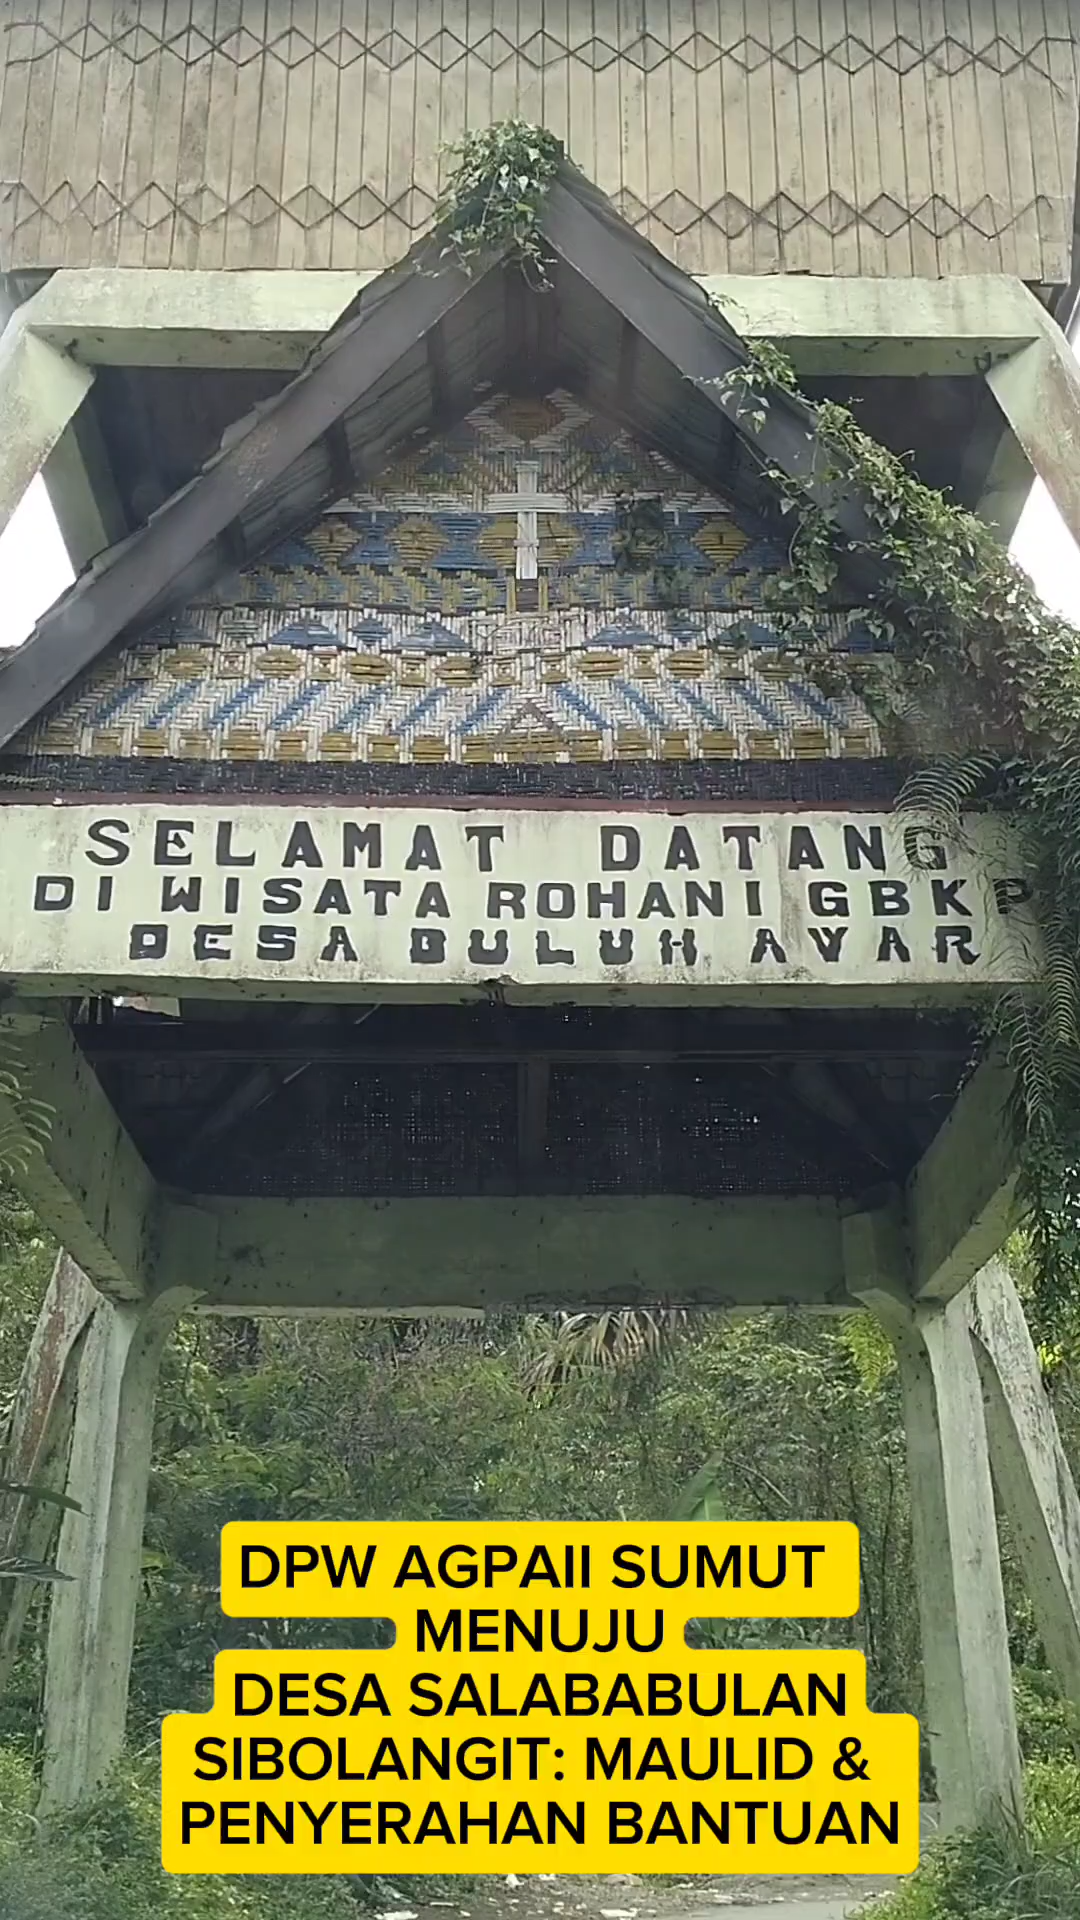 SELAMAT DATANG
DI WISATA ROHANI GBKP
DESA BULUH AWAR
DPW AGPAII SUMUT
MENUJU
DESA SALABABULAN
SIBOLANGIT: MAULID &
PENYERAHAN BANTUAN